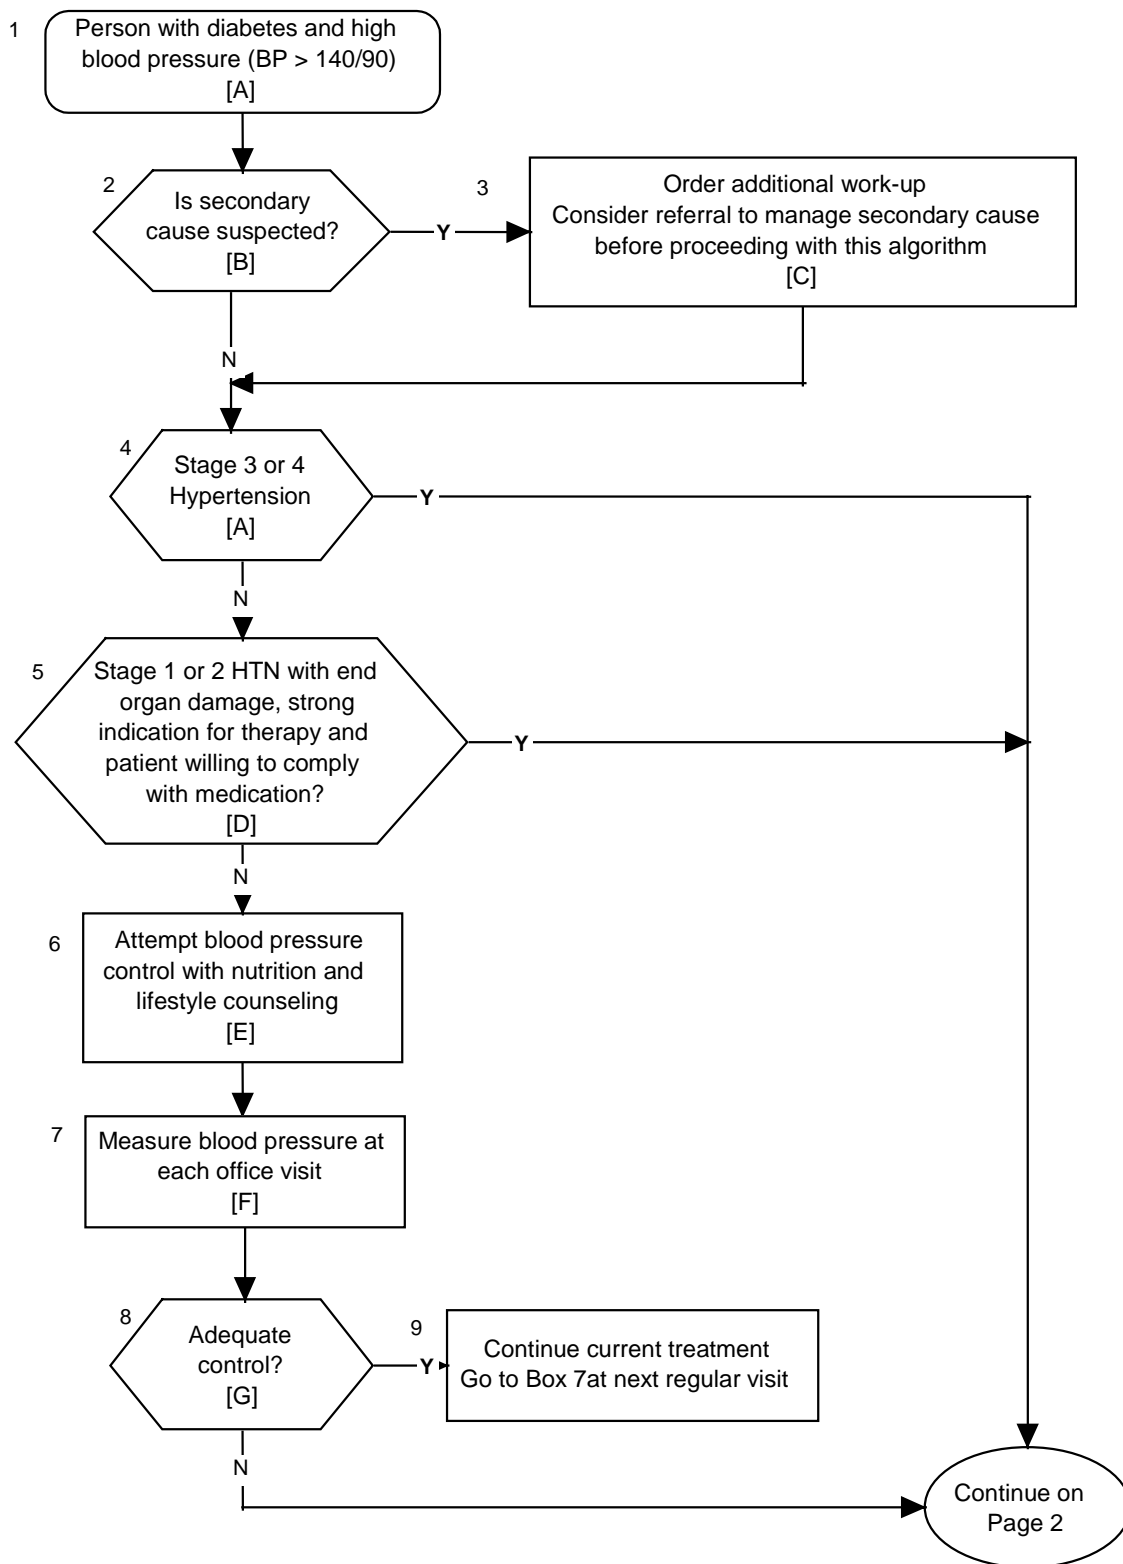 1
Person with diabetes and high
blood pressure (BP > 140/90)
[A]
2
Is secondary
cause suspected?
[B]
Y
3
Order additional work-up
Consider referral to manage secondary cause
before proceeding with this algorithm
[C]
N
4
Stage 3 or 4
Hypertension
[A]
Y
N
5
Stage 1 or 2 HTN with end
organ damage, strong
indication for therapy and
patient willing to comply
with medication?
[D]
Y
N
6
Attempt blood pressure
control with nutrition and
lifestyle counseling
[E]
7
Measure blood pressure at
each office visit
[F]
8
Adequate
control?
[G]
Y
9
Continue current treatment
Go to Box 7at next regular visit
N
Continue on
Page 2